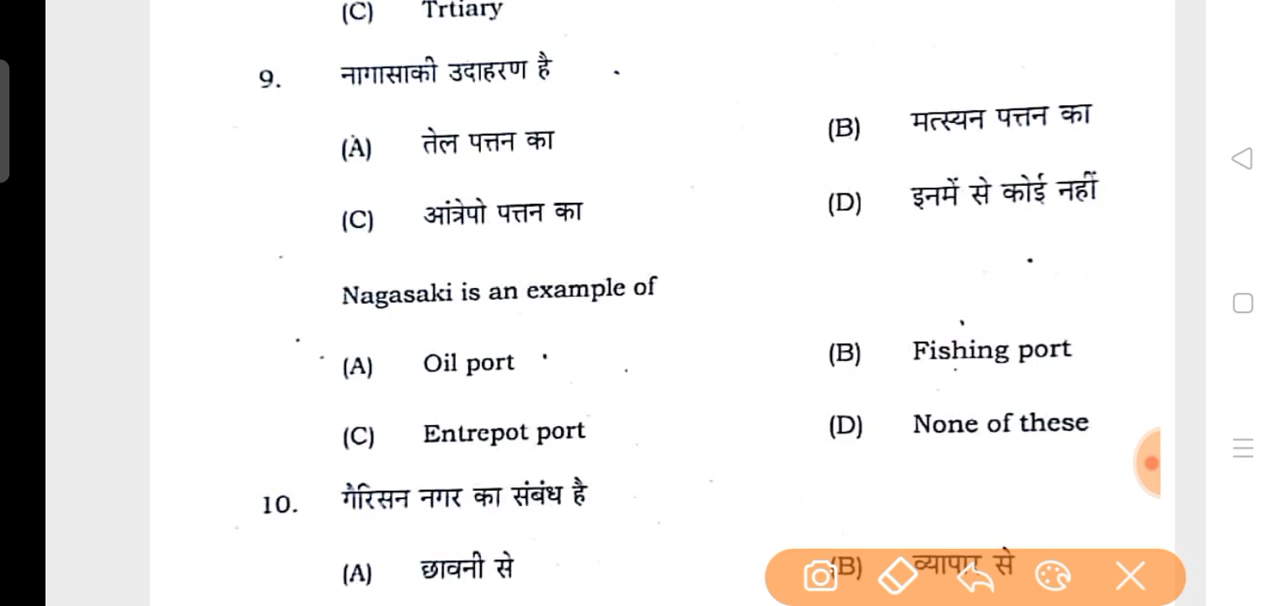 (C) Trtiary
9. नागासाकी उदाहरण है
(A) तेल पत्तन का (B) मत्स्यन पत्तन का
(C) आंत्रेपो पत्तन का (D) इनमें से कोई नहीं
Nagasaki is an example of
(A) Oil port (B) Fishing port
(C) Entrepot port (D) None of these
10. गैरिसन नगर का संबंध है
(A) छावनी से (B) व्यापार से